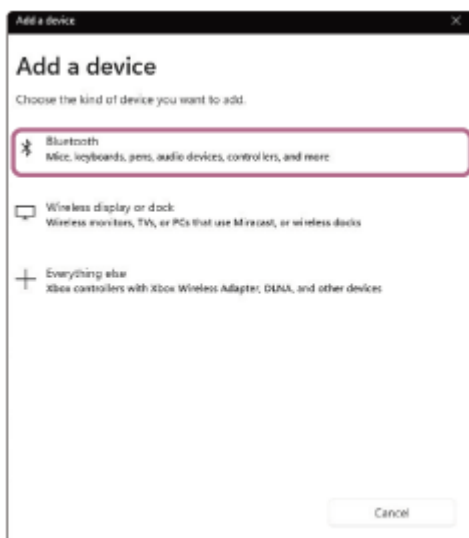 Add a device
Add a device
Choose the kind of device you want to add.
Bluetooth
Mice, keyboards, pens, audio devices, controllers, and more
Wireless display or dock
Wireless monitors, TVs, or PCs that use Miracast, or wireless docks
Everything else
Xbox controllers with Xbox Wireless Adapter, DLNA, and other devices
Cancel